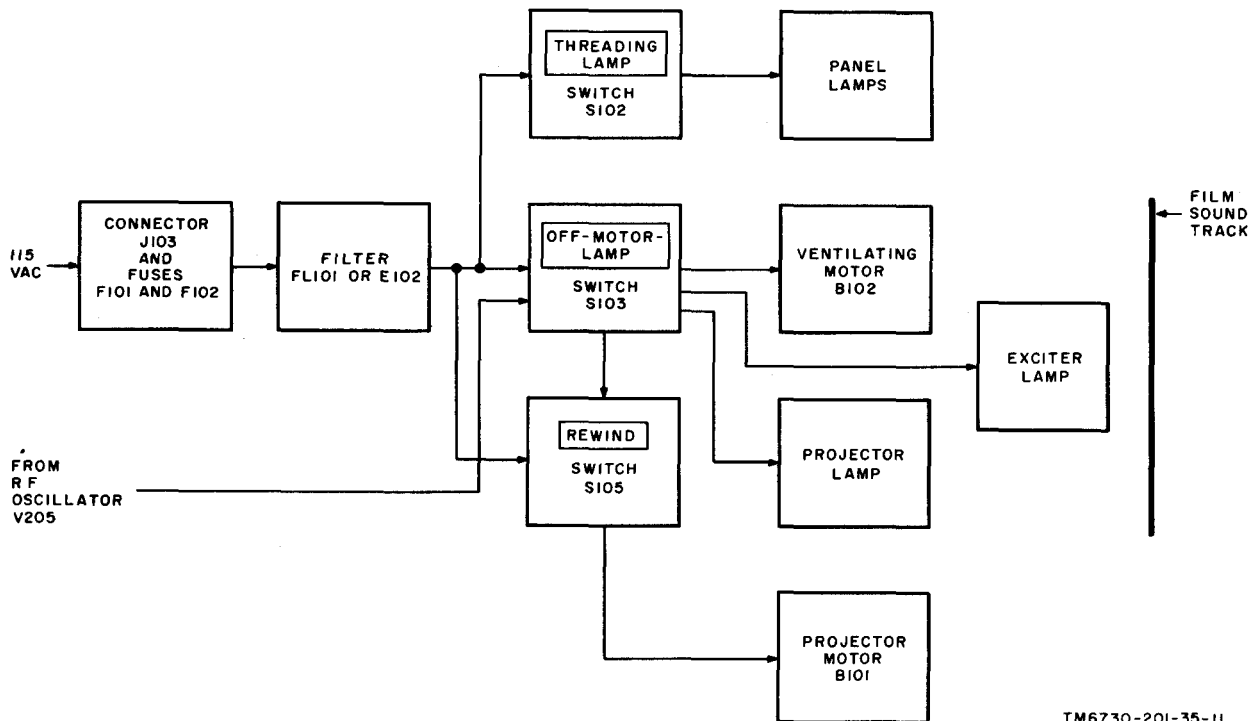 THREADING
LAMP
SWITCH
S102
PANEL
LAMPS
115
VAC
CONNECTOR
J103
AND
FUSES
F101 AND F102
FILTER
FL101 OR E102
OFF-MOTOR-
LAMP
SWITCH
S103
VENTILATING
MOTOR
B102
FILM
SOUND
TRACK
EXCITER
LAMP
REWIND
SWITCH
S105
PROJECTOR
LAMP
FROM
RF
OSCILLATOR
V205
PROJECTOR
MOTOR
B101
TM6730-201-35-11